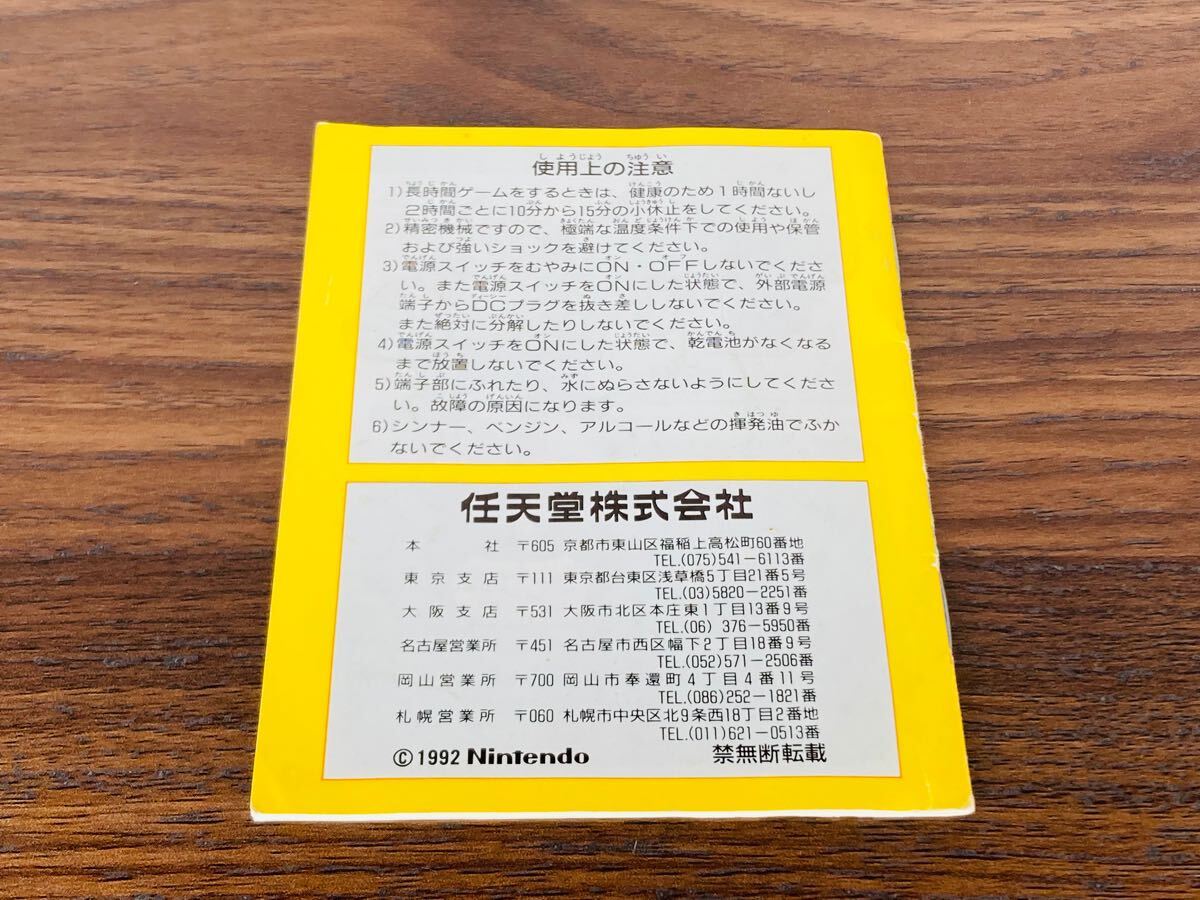 使用上の注意
1)長時間ゲームをするときは、健康のため1時間ないし
2時間ごとに10分から15分の小休止をしてください。
2)精密機械ですので、極端な温度条件下での使用や保管
および強いショックを避けてください。
3)電源スイッチをむやみにON・OFFしないでくださ
い。また電源スイッチをONにした状態で、外部電源
端子からDCプラグを抜き差ししないでください。
また絶対に分解したりしないでください。
4)電源スイッチをONにした状態で、乾電池がなくなる
まで放置しないでください。
5)端子部にふれたり、水にぬらさないようにしてくださ
い。故障の原因になります。
6)シンナー、ベンジン、アルコールなどの揮発油でふか
ないでください。
任天堂株式会社
本 社 〒605 京都市東山区福稲上高松町60番地
TEL.(075)541-6113番
東京支店 〒111 東京都台東区浅草橋5丁目21番5号
TEL.(03)5820-2251番
大阪支店 〒531 大阪市北区本庄東1丁目13番9号
TEL.(06) 376-5950番
名古屋営業所 〒451 名古屋市西区幅下2丁目18番9号
TEL.(052)571-2506番
岡山営業所 〒700 岡山市奉還町4丁目4番11号
TEL.(086)252-1821番
札幌営業所 〒060 札幌市中央区北9条西18丁目2番地
TEL.(011)621-0513番
©1992 Nintendo 禁無断転載